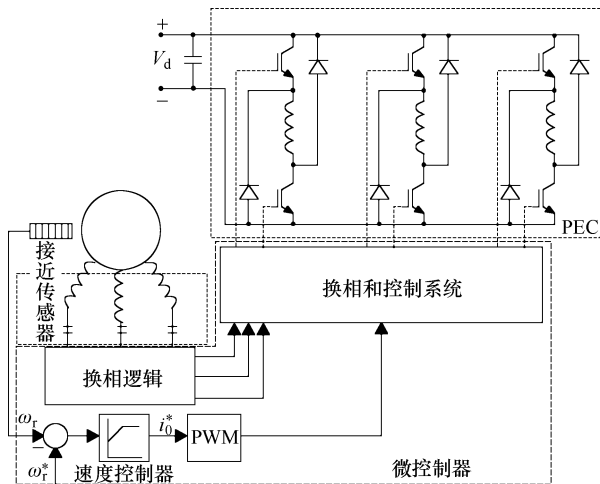 +
V_d
−
PEC
接近传感器
换相和控制系统
换相逻辑
ω_r
−
ω_r^*
i_0^*
PWM
速度控制器
微控制器